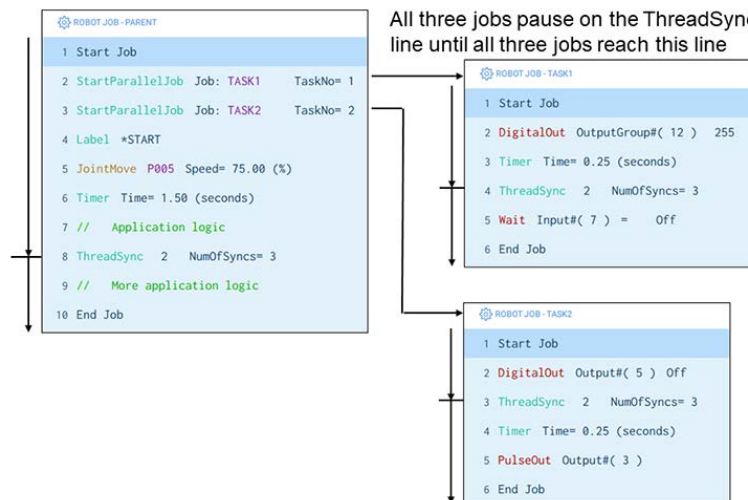 All three jobs pause on the ThreadSync
line until all three jobs reach this line
ROBOT JOB - PARENT
1 Start Job
2 StartParallelJob Job: TASK1 TaskNo= 1
3 StartParallelJob Job: TASK2 TaskNo= 2
4 Label *START
5 JointMove P005 Speed= 75.00 (%)
6 Timer Time= 1.50 (seconds)
7 // Application logic
8 ThreadSync 2 NumOfSyncs= 3
9 // More application logic
10 End Job
ROBOT JOB - TASK1
1 Start Job
2 DigitalOut OutputGroup#( 12 ) 255
3 Timer Time= 0.25 (seconds)
4 ThreadSync 2 NumOfSyncs= 3
5 Wait Input#( 7 ) = Off
6 End Job
ROBOT JOB - TASK2
1 Start Job
2 DigitalOut Output#( 5 ) Off
3 ThreadSync 2 NumOfSyncs= 3
4 Timer Time= 0.25 (seconds)
5 PulseOut Output#( 3 )
6 End Job